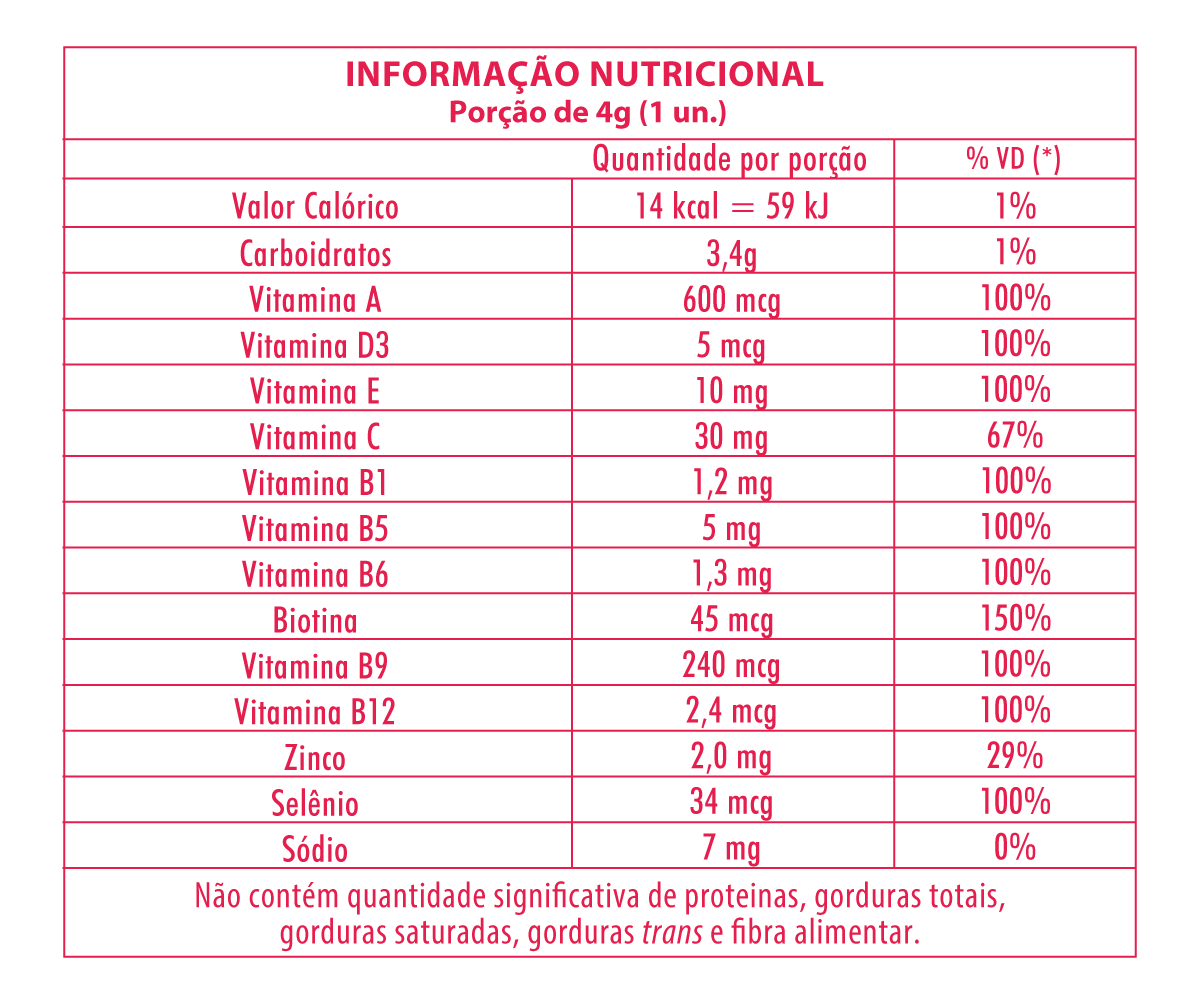 INFORMAÇÃO NUTRICIONAL
Porção de 4g (1 un.)
Quantidade por porção % VD (*)
Valor Calórico 14 kcal = 59 kJ 1%
Carboidratos 3,4g 1%
Vitamina A 600 mcg 100%
Vitamina D3 5 mcg 100%
Vitamina E 10 mg 100%
Vitamina C 30 mg 67%
Vitamina B1 1,2 mg 100%
Vitamina B5 5 mg 100%
Vitamina B6 1,3 mg 100%
Biotina 45 mcg 150%
Vitamina B9 240 mcg 100%
Vitamina B12 2,4 mcg 100%
Zinco 2,0 mg 29%
Selênio 34 mcg 100%
Sódio 7 mg 0%
Não contém quantidade significativa de proteinas, gorduras totais,
gorduras saturadas, gorduras trans e fibra alimentar.